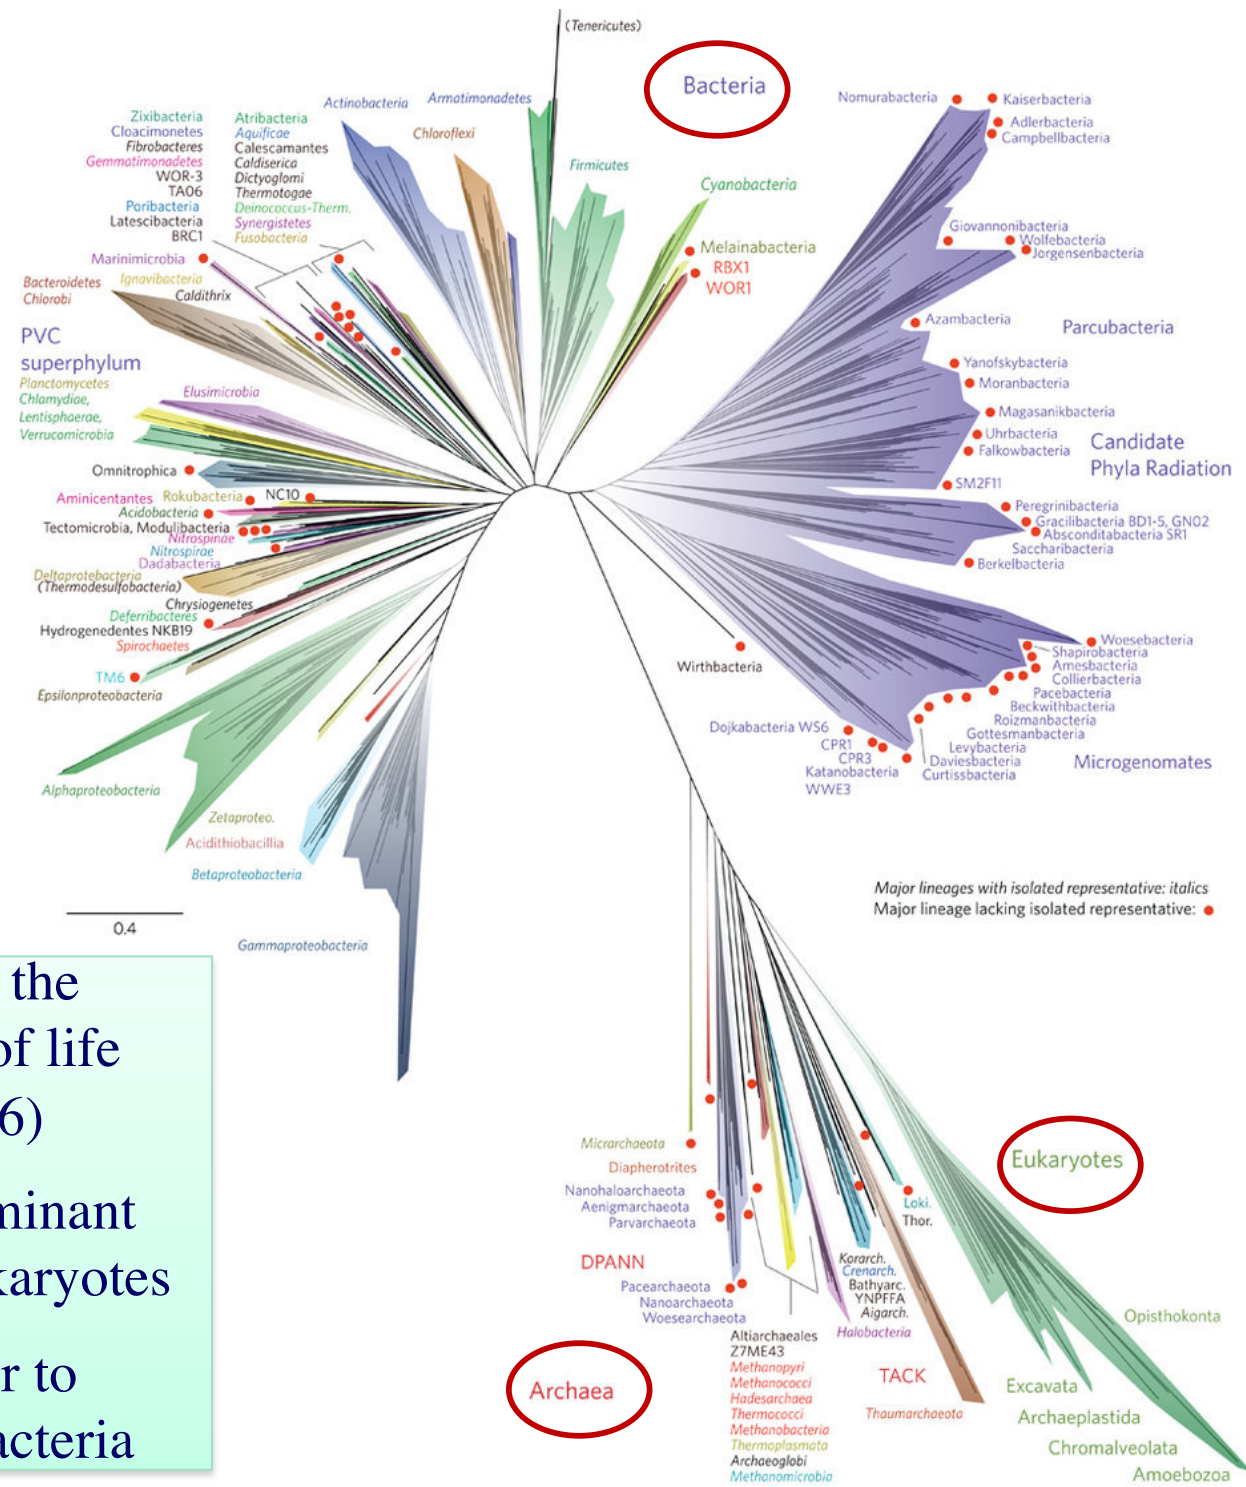 (Tenericutes)
Bacteria
Actinobacteria
Armatimonadetes
Chloroflexi
Firmicutes
Cyanobacteria
Melainabacteria
RBX1
WOR1
Zixibacteria
Cloacimonetes
Fibrobacteres
Gemmatimonadetes
WOR-3
TA06
Poribacteria
Latescibacteria
BRC1
Atribacteria
Aquificae
Calescamantes
Caldiserica
Dictyoglomi
Thermotogae
Deinococcus-Therm.
Synergistetes
Fusobacteria
Marinimicrobia
Bacteroidetes
Chlorobi
Ignavibacteria
Caldithrix
PVC
superphylum
Planctomycetes
Chlamydiae,
Lentisphaerae,
Verrucomicrobia
Elusimicrobia
Omnitrophica
Aminicentantes
Rokubacteria
NC10
Acidobacteria
Tectomicrobia, Modulibacteria
Nitrospinae
Nitrospirae
Dadabacteria
Deltaprotebacteria
(Thermodesulfobacteria)
Chrysiogenetes
Deferribacteres
Hydrogenedentes NKB19
Spirochaetes
TM6
Epsilonproteobacteria
Alphaproteobacteria
Zetaproteo.
Acidithiobacillia
Betaproteobacteria
Gammaproteobacteria
0.4
Nomurabacteria
Kaiserbacteria
Adlerbacteria
Campbellbacteria
Giovannonibacteria
Wolfebacteria
Jorgensenbacteria
Azambacteria
Parcubacteria
Yanofskybacteria
Moranbacteria
Magasanikbacteria
Uhrbacteria
Falkowbacteria
Candidate
Phyla Radiation
SM2F11
Peregrinibacteria
Gracilibacteria BD1-5, GN02
Absconditabacteria SR1
Saccharibacteria
Berkelbacteria
Woesebacteria
Shapirobacteria
Amesbacteria
Collierbacteria
Pacebacteria
Beckwithbacteria
Roizmanbacteria
Gottesmanbacteria
Levybacteria
Daviesbacteria
Curtissbacteria
Microgenomates
Wirthbacteria
Dojkabacteria WS6
CPR1
CPR3
Katanobacteria
WWE3
Major lineages with isolated representative: italics
Major lineage lacking isolated representative:
the
of life
6)
minant
karyotes
r to
acteria
Micrarchaeota
Diapherotrites
Nanohaloarchaeota
Aenigmarchaeota
Parvarchaeota
DPANN
Pacearchaeota
Nanoarchaeota
Woesearchaeota
Archaea
Altiarchaeales
Z7ME43
Methanopyri
Methanococci
Hadesarchaea
Thermococci
Methanobacteria
Thermoplasmata
Archaeoglobi
Methanomicrobia
Halobacteria
Korarch.
Crenarch.
Bathyarc.
YNPFFA
Aigarch.
TACK
Thaumarchaeota
Loki.
Thor.
Eukaryotes
Opisthokonta
Excavata
Archaeplastida
Chromalveolata
Amoebozoa